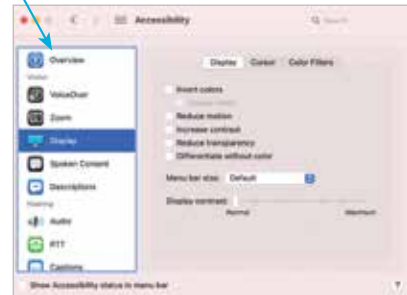 Accessibility
Search
Overview
Vision
VoiceOver
Zoom
Display
Spoken Content
Descriptions
Hearing
Audio
RTT
Captions
Display Cursor Color Filters
Invert colors
Reduce motion
Increase contrast
Reduce transparency
Differentiate without color
Menu bar size: Default
Display contrast:
Normal Maximum
Show Accessibility status in menu bar
?